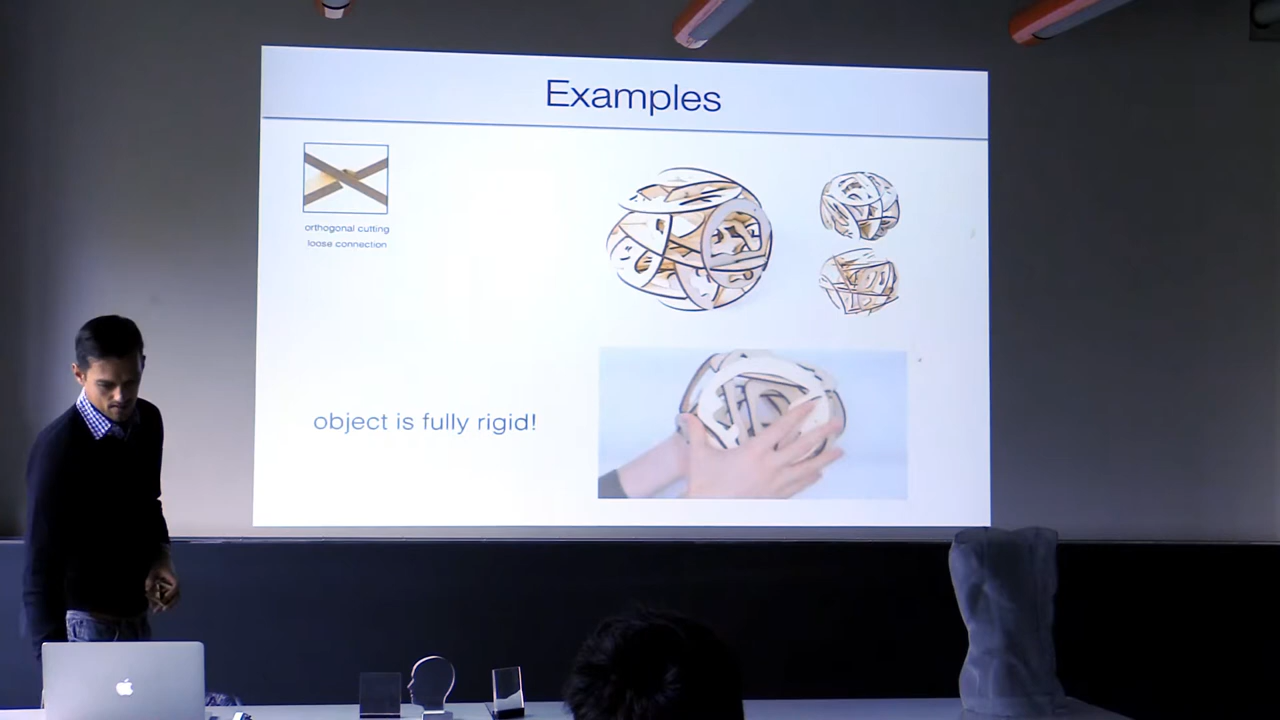 Examples
orthogonal cutting
loose connection
object is fully rigid!